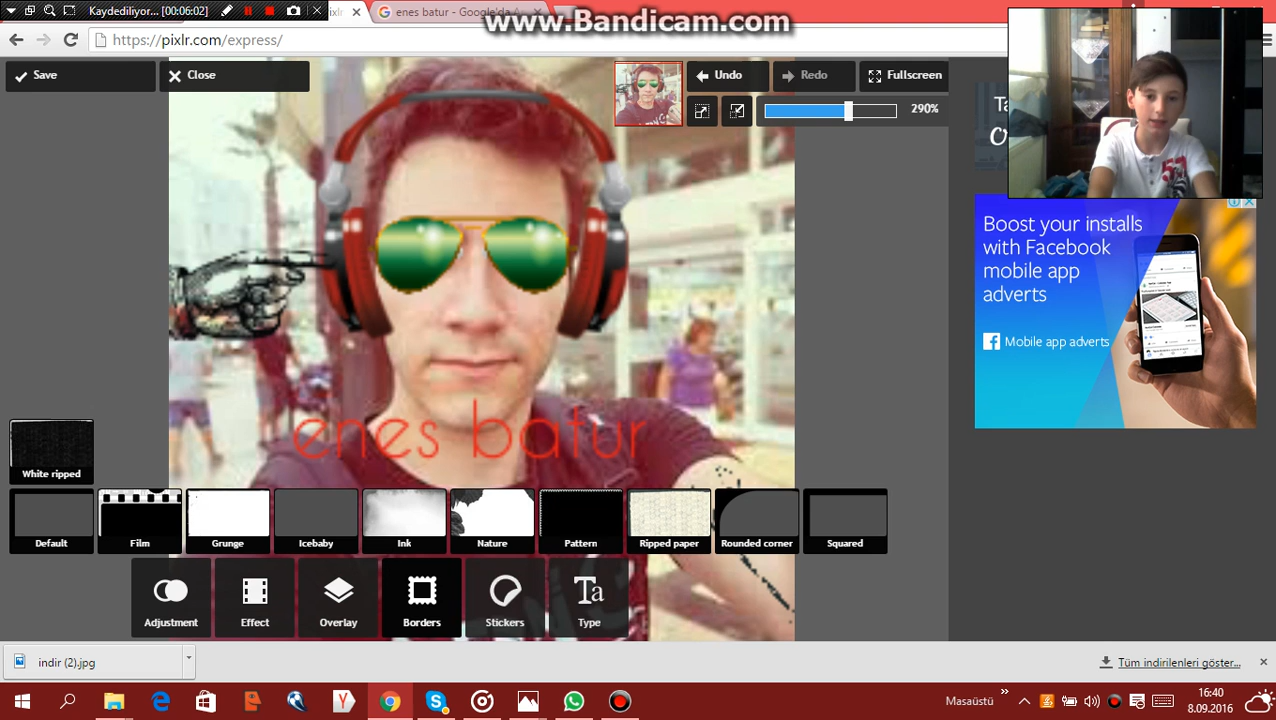 Kaydediliyor... [00:06:02]
ixlr
enes batur - Google'da A
www.Bandicam.com
https://pixlr.com/express/
Save
Close
Undo
Redo
Fullscreen
290%
Boost your installs
with Facebook
mobile app
adverts
Mobile app adverts
enes batur
White ripped
Default
Film
Grunge
Icebaby
Ink
Nature
Pattern
Ripped paper
Rounded corner
Squared
Adjustment
Effect
Overlay
Borders
Stickers
Ta
Type
indir (2).jpg
Tüm indirilenleri göster...
Masaüstü
16:40
8.09.2016